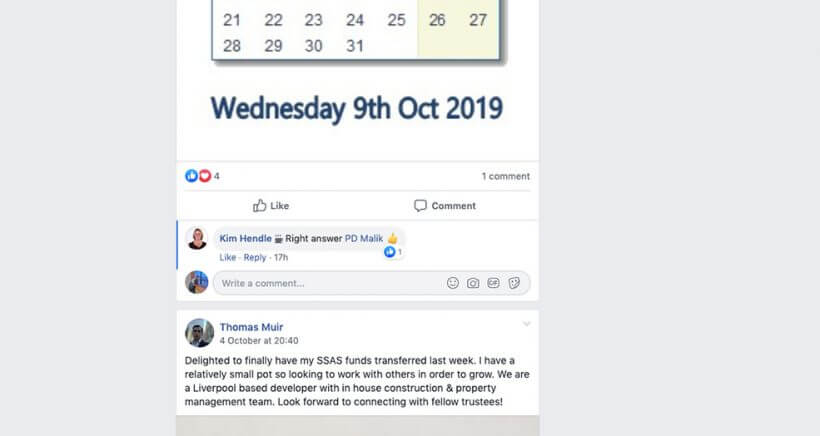 21 22 23 24 25 26 27
28 29 30 31
Wednesday 9th Oct 2019
4
1 comment
Like
Comment
Kim Hendle ☕ Right answer PD Malik 👍
1
Like · Reply · 17h
Write a comment...
GIF
Thomas Muir
4 October at 20:40
Delighted to finally have my SSAS funds transferred last week. I have a
relatively small pot so looking to work with others in order to grow. We are
a Liverpool based developer with in house construction & property
management team. Look forward to connecting with fellow trustees!